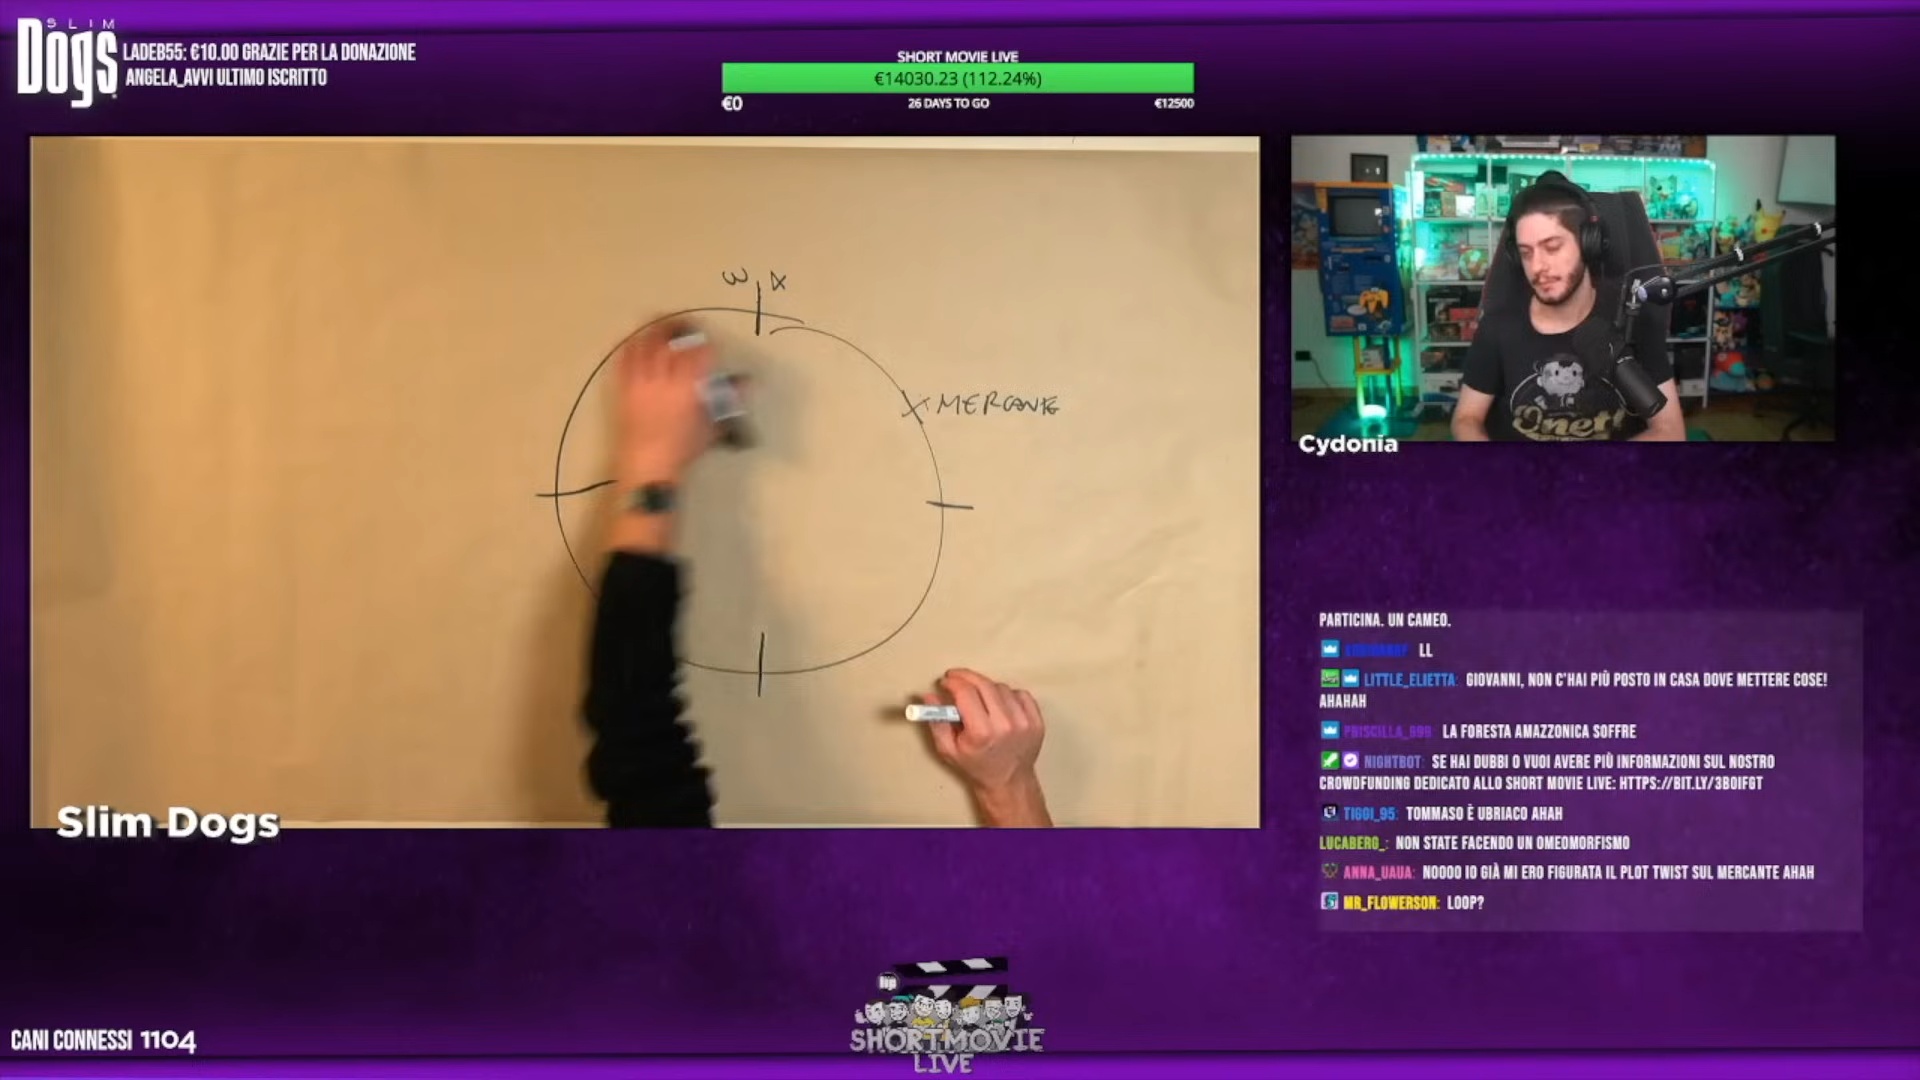 SLIM
Dogs
LADEB55: €10.00 GRAZIE PER LA DONAZIONE
ANGELA_AVVI ULTIMO ISCRITTO
SHORT MOVIE LIVE
€14030.23 (112.24%)
€0 26 DAYS TO GO €12500
MERCANTE
Onett
Cydonia
Slim Dogs
PARTICINA. UN CAMEO.
LL
LITTLE_ELIETTA: GIOVANNI, NON C'HAI PIÙ POSTO IN CASA DOVE METTERE COSE!
AHAHAH
PRISCILLA_696 LA FORESTA AMAZZONICA SOFFRE
NIGHTBOT: SE HAI DUBBI O VUOI AVERE PIÙ INFORMAZIONI SUL NOSTRO
CROWDFUNDING DEDICATO ALLO SHORT MOVIE LIVE: HTTPS://BIT.LY/3BOIFGT
TIGGI_95: TOMMASO È UBRIACO AHAH
LUCABERG_: NON STATE FACENDO UN OMEOMORFISMO
ANNA_UAUA: NOOOO IO GIÀ MI ERO FIGURATA IL PLOT TWIST SUL MERCANTE AHAH
MR_FLOWERSON: LOOP?
CANI CONNESSI 1104
SHORTMOVIE
LIVE